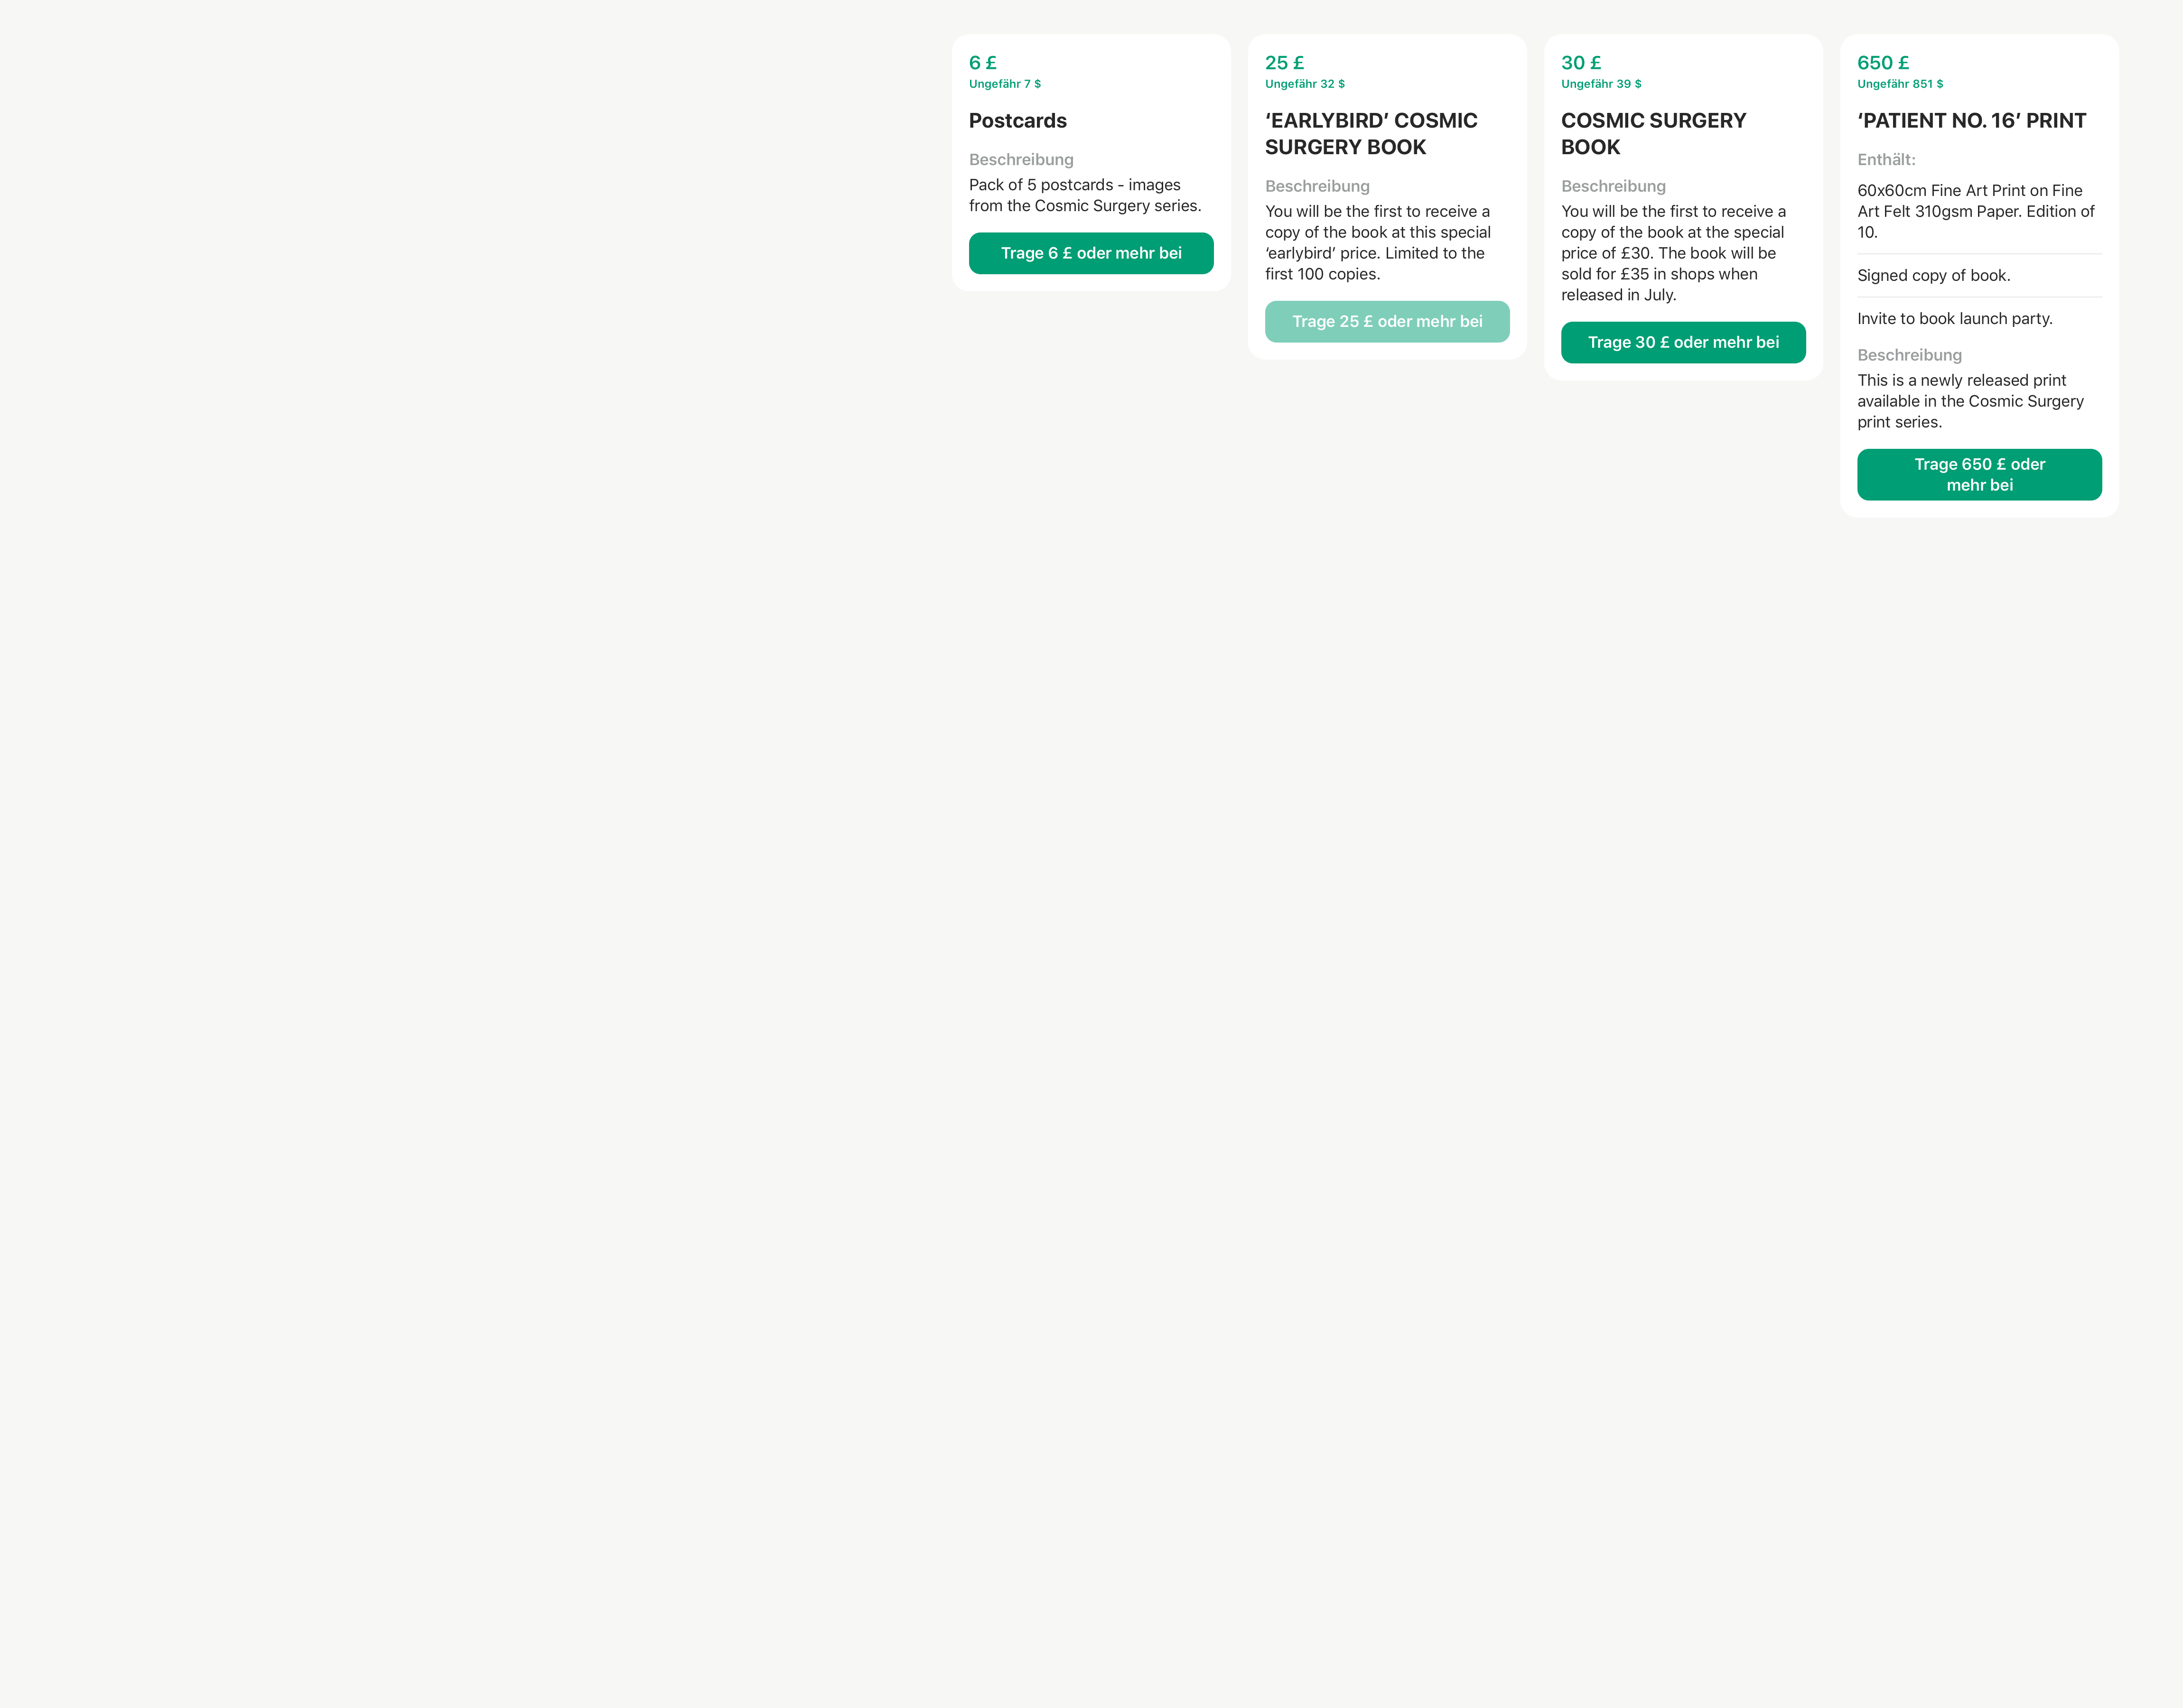 6 £
Ungefähr 7 $
Postcards
Beschreibung
Pack of 5 postcards - images
from the Cosmic Surgery series.
Trage 6 £ oder mehr bei
25 £
Ungefähr 32 $
‘EARLYBIRD’ COSMIC
SURGERY BOOK
Beschreibung
You will be the first to receive a
copy of the book at this special
‘earlybird’ price. Limited to the
first 100 copies.
Trage 25 £ oder mehr bei
30 £
Ungefähr 39 $
COSMIC SURGERY
BOOK
Beschreibung
You will be the first to receive a
copy of the book at the special
price of £30. The book will be
sold for £35 in shops when
released in July.
Trage 30 £ oder mehr bei
650 £
Ungefähr 851 $
‘PATIENT NO. 16’ PRINT
Enthält:
60x60cm Fine Art Print on Fine
Art Felt 310gsm Paper. Edition of
10.
Signed copy of book.
Invite to book launch party.
Beschreibung
This is a newly released print
available in the Cosmic Surgery
print series.
Trage 650 £ oder
mehr bei